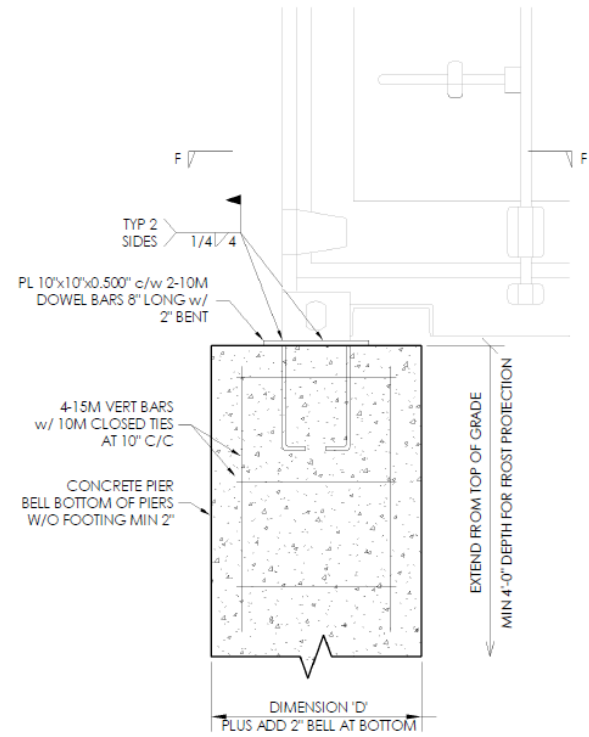 F
F
TYP 2
SIDES
1/4
4
PL 10"x10"x0.500" c/w 2-10M
DOWEL BARS 8" LONG w/
2" BENT
4-15M VERT BARS
w/ 10M CLOSED TIES
AT 10" C/C
CONCRETE PIER
BELL BOTTOM OF PIERS
W/O FOOTING MIN 2"
EXTEND FROM TOP OF GRADE
MIN 4'-0" DEPTH FOR FROST PROTECTION
DIMENSION 'D'
PLUS ADD 2" BELL AT BOTTOM